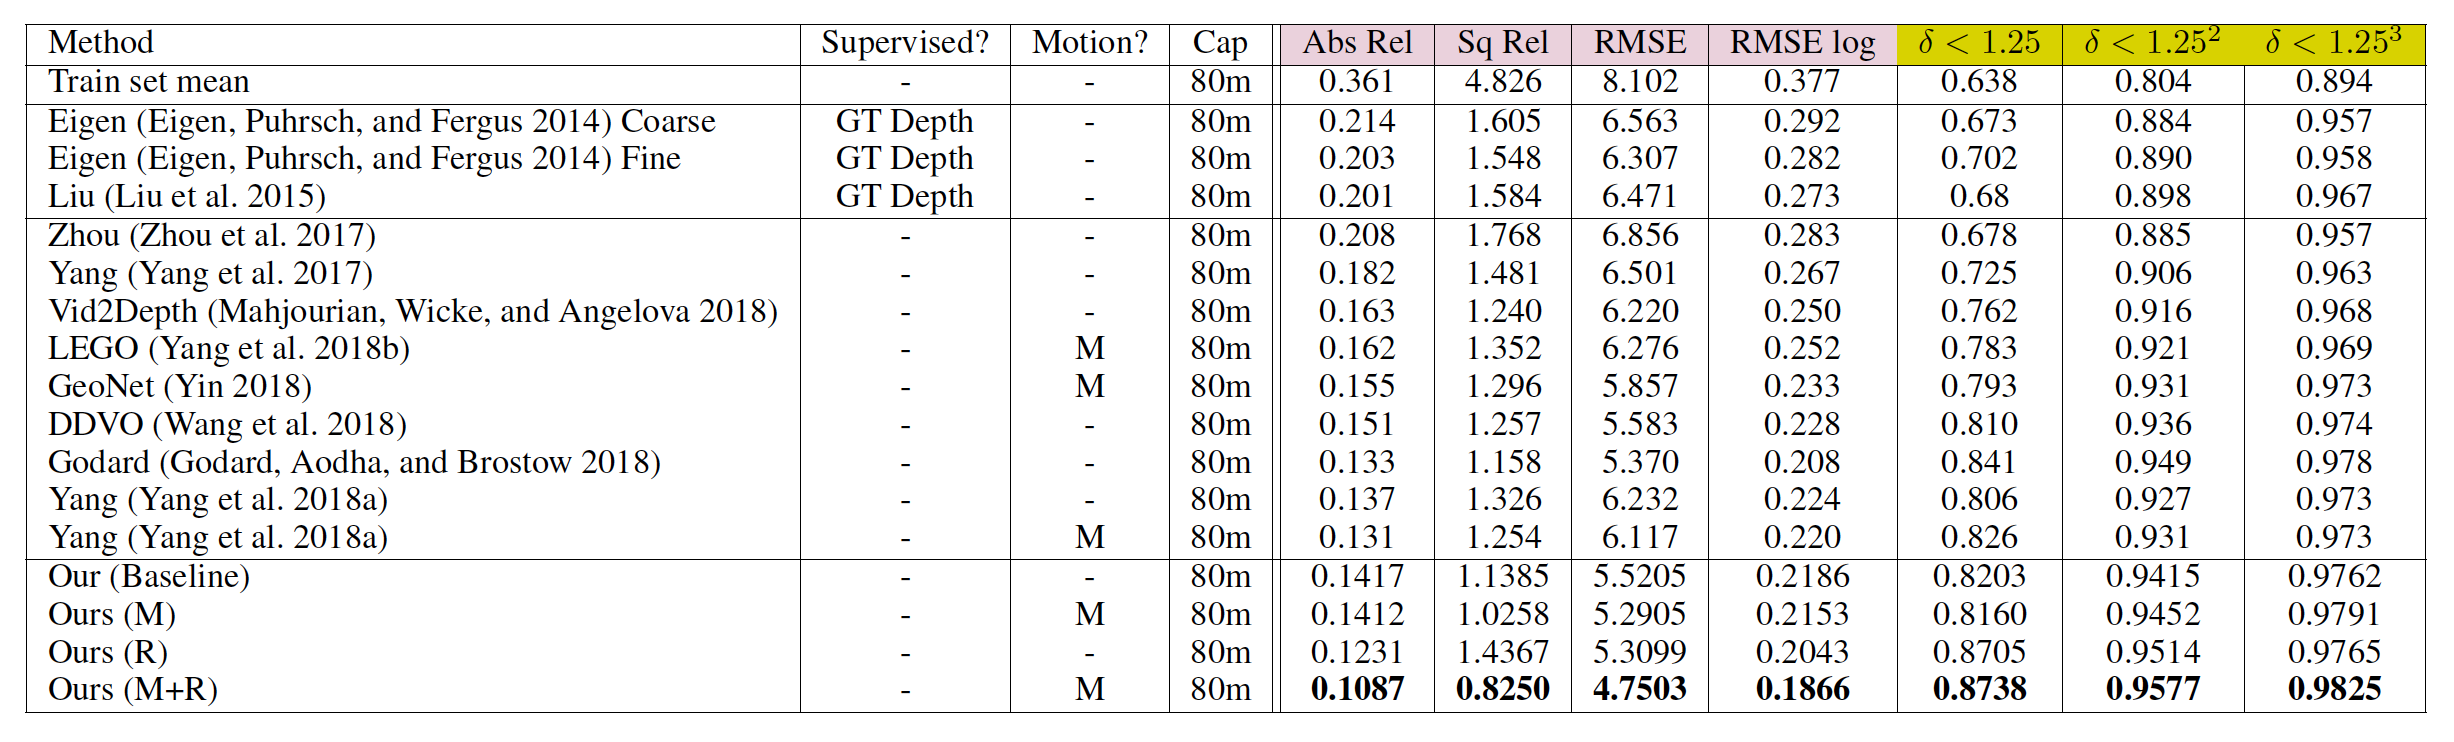 Method Supervised? Motion? Cap Abs Rel Sq Rel RMSE RMSE log δ < 1.25 δ < 1.25² δ < 1.25³
Train set mean - - 80m 0.361 4.826 8.102 0.377 0.638 0.804 0.894
Eigen (Eigen, Puhrsch, and Fergus 2014) Coarse GT Depth - 80m 0.214 1.605 6.563 0.292 0.673 0.884 0.957
Eigen (Eigen, Puhrsch, and Fergus 2014) Fine GT Depth - 80m 0.203 1.548 6.307 0.282 0.702 0.890 0.958
Liu (Liu et al. 2015) GT Depth - 80m 0.201 1.584 6.471 0.273 0.68 0.898 0.967
Zhou (Zhou et al. 2017) - - 80m 0.208 1.768 6.856 0.283 0.678 0.885 0.957
Yang (Yang et al. 2017) - - 80m 0.182 1.481 6.501 0.267 0.725 0.906 0.963
Vid2Depth (Mahjourian, Wicke, and Angelova 2018) - - 80m 0.163 1.240 6.220 0.250 0.762 0.916 0.968
LEGO (Yang et al. 2018b) - M 80m 0.162 1.352 6.276 0.252 0.783 0.921 0.969
GeoNet (Yin 2018) - M 80m 0.155 1.296 5.857 0.233 0.793 0.931 0.973
DDVO (Wang et al. 2018) - - 80m 0.151 1.257 5.583 0.228 0.810 0.936 0.974
Godard (Godard, Aodha, and Brostow 2018) - - 80m 0.133 1.158 5.370 0.208 0.841 0.949 0.978
Yang (Yang et al. 2018a) - - 80m 0.137 1.326 6.232 0.224 0.806 0.927 0.973
Yang (Yang et al. 2018a) - M 80m 0.131 1.254 6.117 0.220 0.826 0.931 0.973
Our (Baseline) - - 80m 0.1417 1.1385 5.5205 0.2186 0.8203 0.9415 0.9762
Ours (M) - M 80m 0.1412 1.0258 5.2905 0.2153 0.8160 0.9452 0.9791
Ours (R) - - 80m 0.1231 1.4367 5.3099 0.2043 0.8705 0.9514 0.9765
Ours (M+R) - M 80m 0.1087 0.8250 4.7503 0.1866 0.8738 0.9577 0.9825